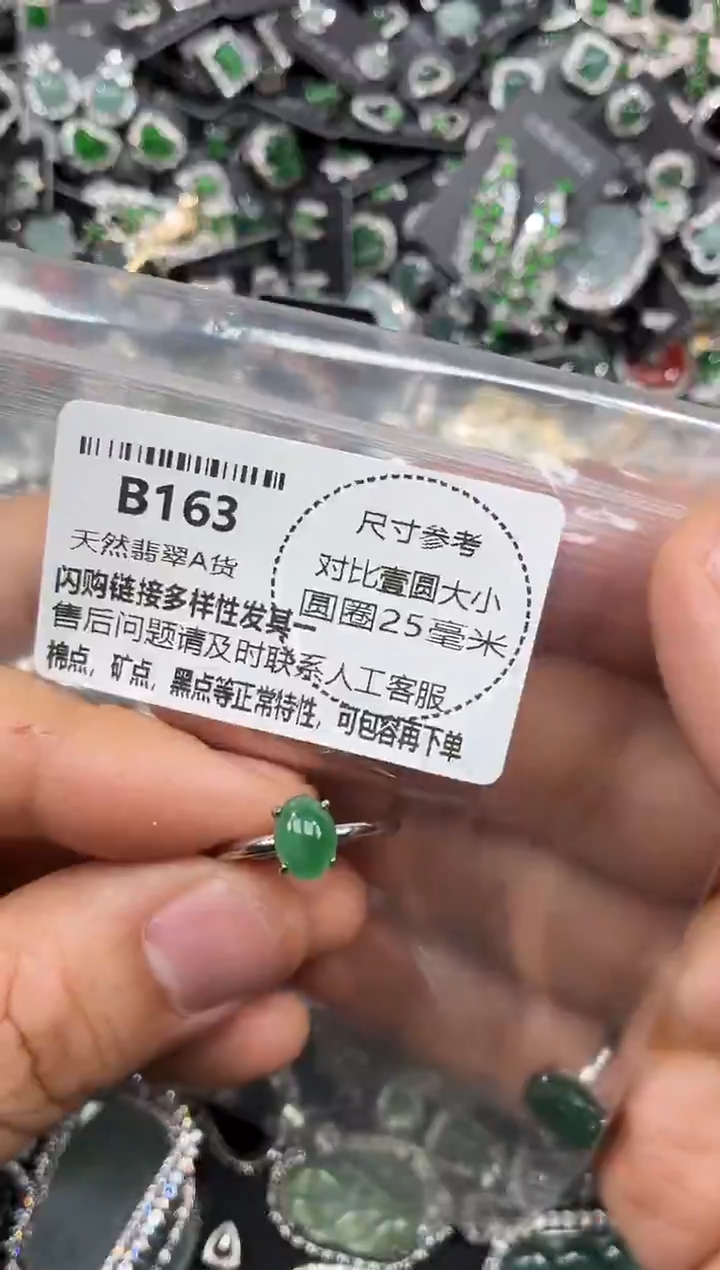 B163
天然翡翠A货
闪购链接多样性发其一
售后问题请及时联系人工客服
棉点，矿点，黑点等正常特性，可包容再下单
尺寸参考
对比壹圆大小
圆圈25毫米